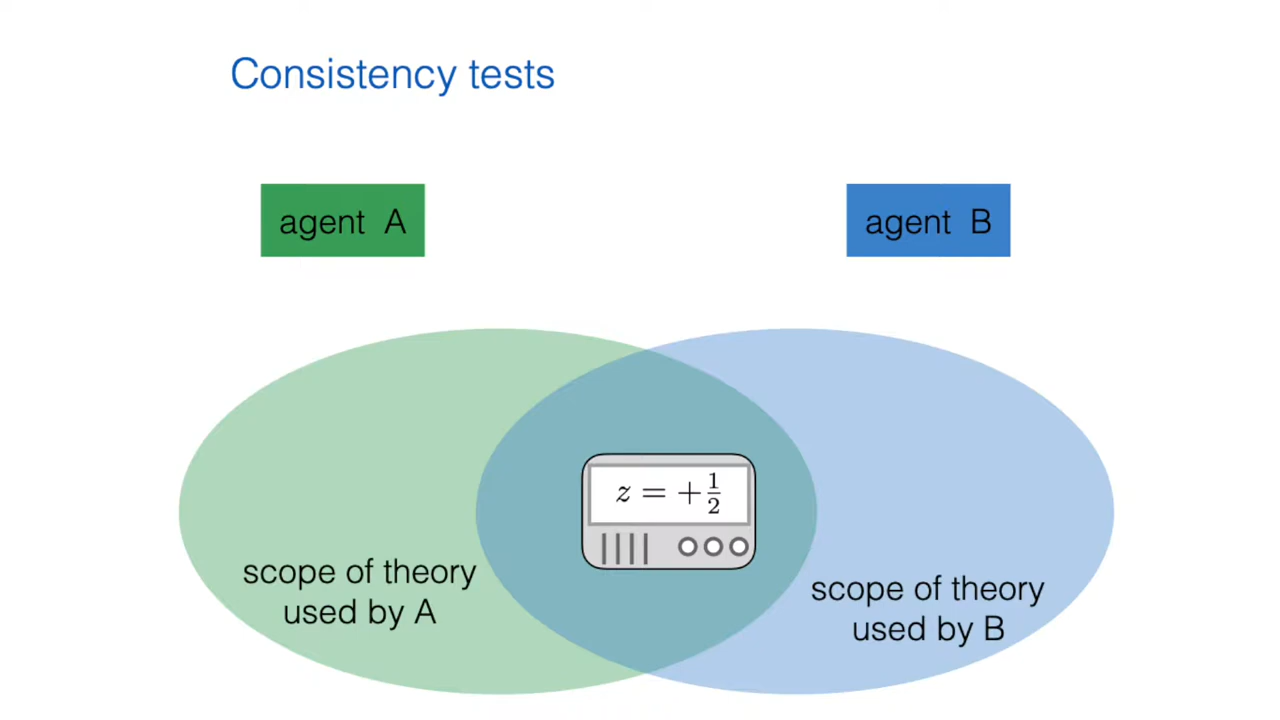 Consistency tests
agent A
agent B
z = +1/2
scope of theory
used by A
scope of theory
used by B